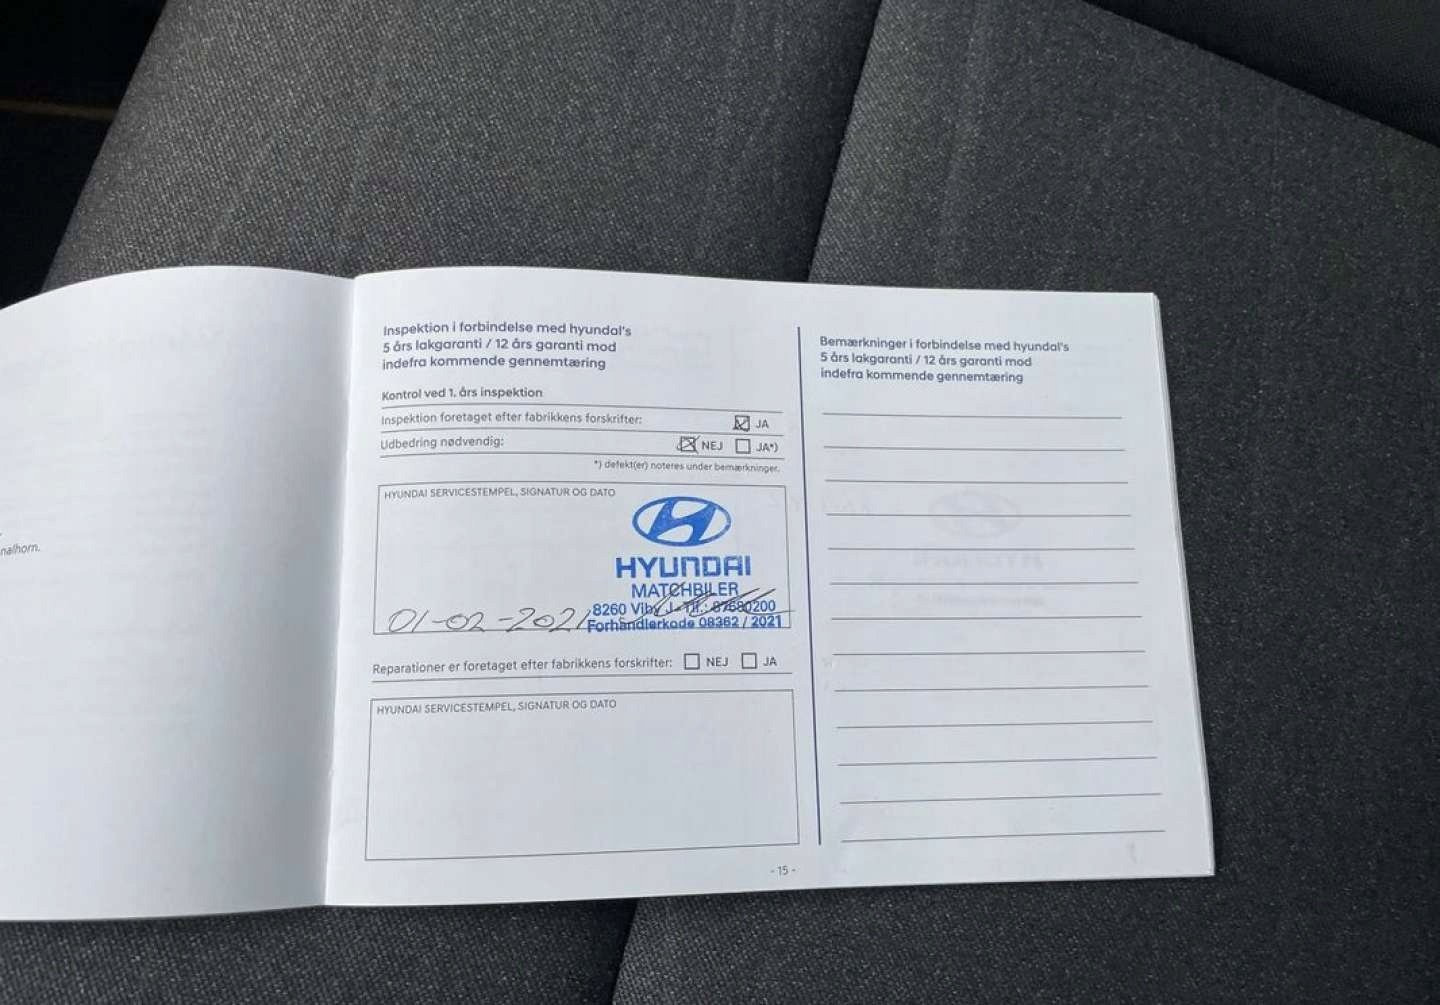 nalhorn.
Inspektion i forbindelse med hyundai's
5 års lakgaranti / 12 års garanti mod
indefra kommende gennemtæring
Kontrol ved 1. års inspektion
Inspektion foretaget efter fabrikkens forskrifter: JA
Udbedring nødvendig: NEJ JA*)
*) defekt(er) noteres under bemærkninger.
HYUNDAI SERVICESTEMPEL, SIGNATUR OG DATO
HYUNDAI
MATCHBILER
8260 Viby J - Tlf.: 87680200
Forhandlerkode 08362 / 2021
01-02-2021
Reparationer er foretaget efter fabrikkens forskrifter: NEJ JA
HYUNDAI SERVICESTEMPEL, SIGNATUR OG DATO
- 15 -
Bemærkninger i forbindelse med hyundai's
5 års lakgaranti / 12 års garanti mod
indefra kommende gennemtæring